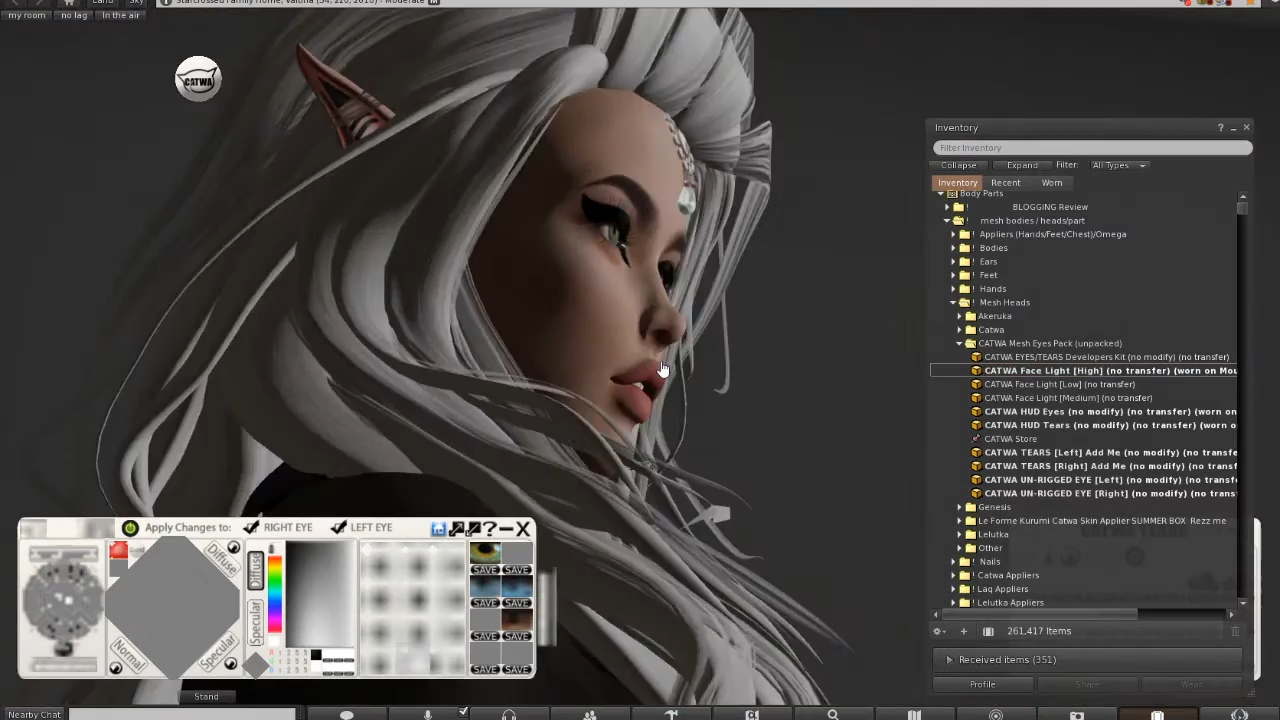 Land
Sky
Starcrossed Family Home, Valona (54, 226, 2010) - Moderate
my room
no lag
In the air
CATWA
Inventory
? _ X
Filter Inventory
Collapse
Expand
Filter:
All Types
Inventory
Recent
Worn
Body Parts
! BLOGGING Review
! mesh bodies / heads/part
! Appliers (Hands/Feet/Chest)/Omega
! Bodies
! Ears
! Feet
! Hands
! Mesh Heads
Akeruka
Catwa
CATWA Mesh Eyes Pack (unpacked)
CATWA EYES/TEARS Developers Kit (no modify) (no transfer)
CATWA Face Light [High] (no transfer) (worn on Mou
CATWA Face Light [Low] (no transfer)
CATWA Face Light [Medium] (no transfer)
CATWA HUD Eyes (no modify) (no transfer) (worn on
CATWA HUD Tears (no modify) (no transfer) (worn o
CATWA Store
CATWA TEARS [Left] Add Me (no modify) (no transfe
CATWA TEARS [Right] Add Me (no modify) (no transf
CATWA UN-RIGGED EYE [Left] (no modify) (no transf
CATWA UN-RIGGED EYE [Right] (no modify) (no trans
Genesis
Le Forme Kurumi Catwa Skin Applier SUMMER BOX Rezz me
Lelutka
Other
! Nails
Catwa Appliers
Laq Appliers
Lelutka Appliers
261,417 Items
Received items (351)
Profile
Share
Wear
Apply Changes to:
RIGHT EYE
LEFT EYE
? – X
Diffuse
Normal
Specular
Diffuse
Specular
SAVE
SAVE
SAVE
SAVE
SAVE
SAVE
SAVE
SAVE
Stand
Nearby Chat